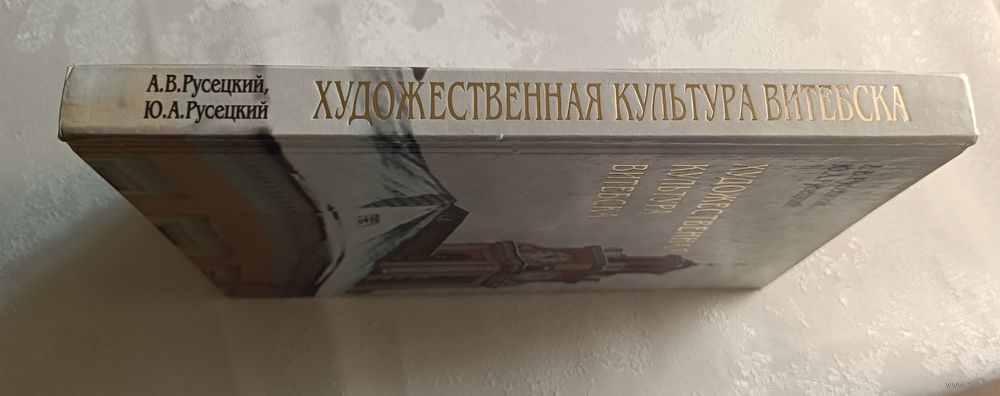 А.В.Русецкий,
Ю.А.Русецкий
ХУДОЖЕСТВЕННАЯ КУЛЬТУРА ВИТЕБСКА
ХУДОЖЕСТВЕННАЯ
КУЛЬТУРА
ВИТЕБСКА